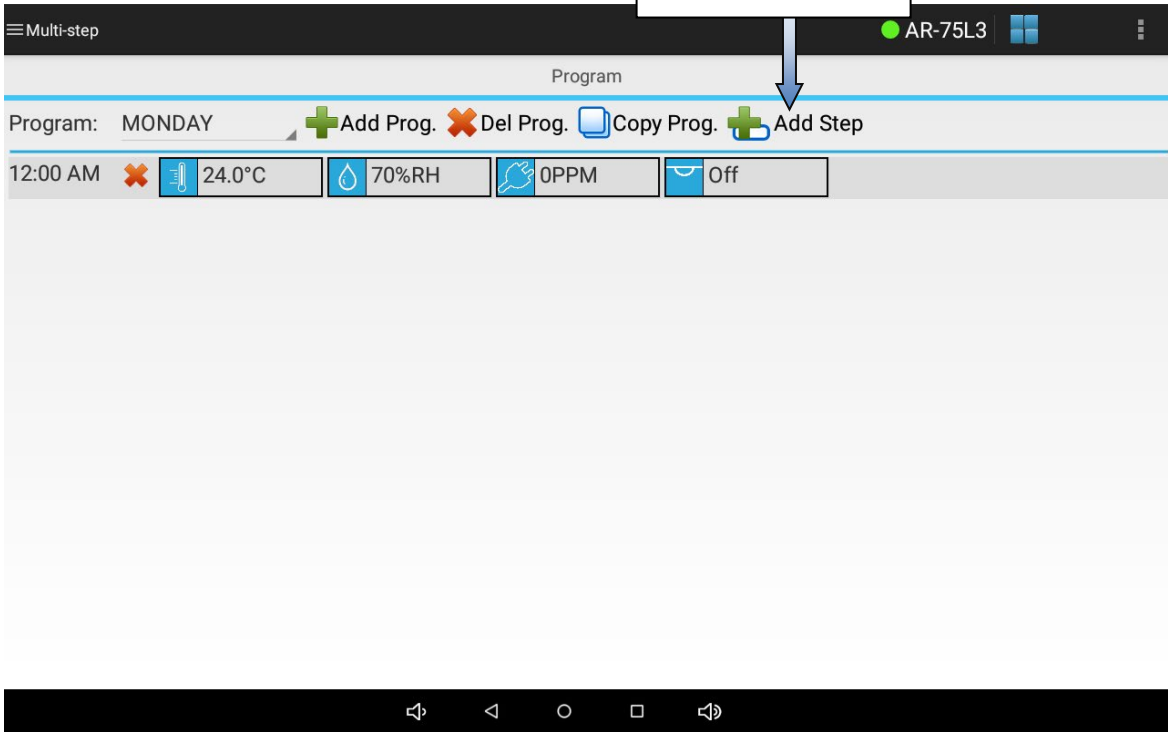 Multi-step AR-75L3
Program
Program: MONDAY Add Prog. Del Prog. Copy Prog. Add Step
12:00 AM 24.0°C 70%RH 0PPM Off